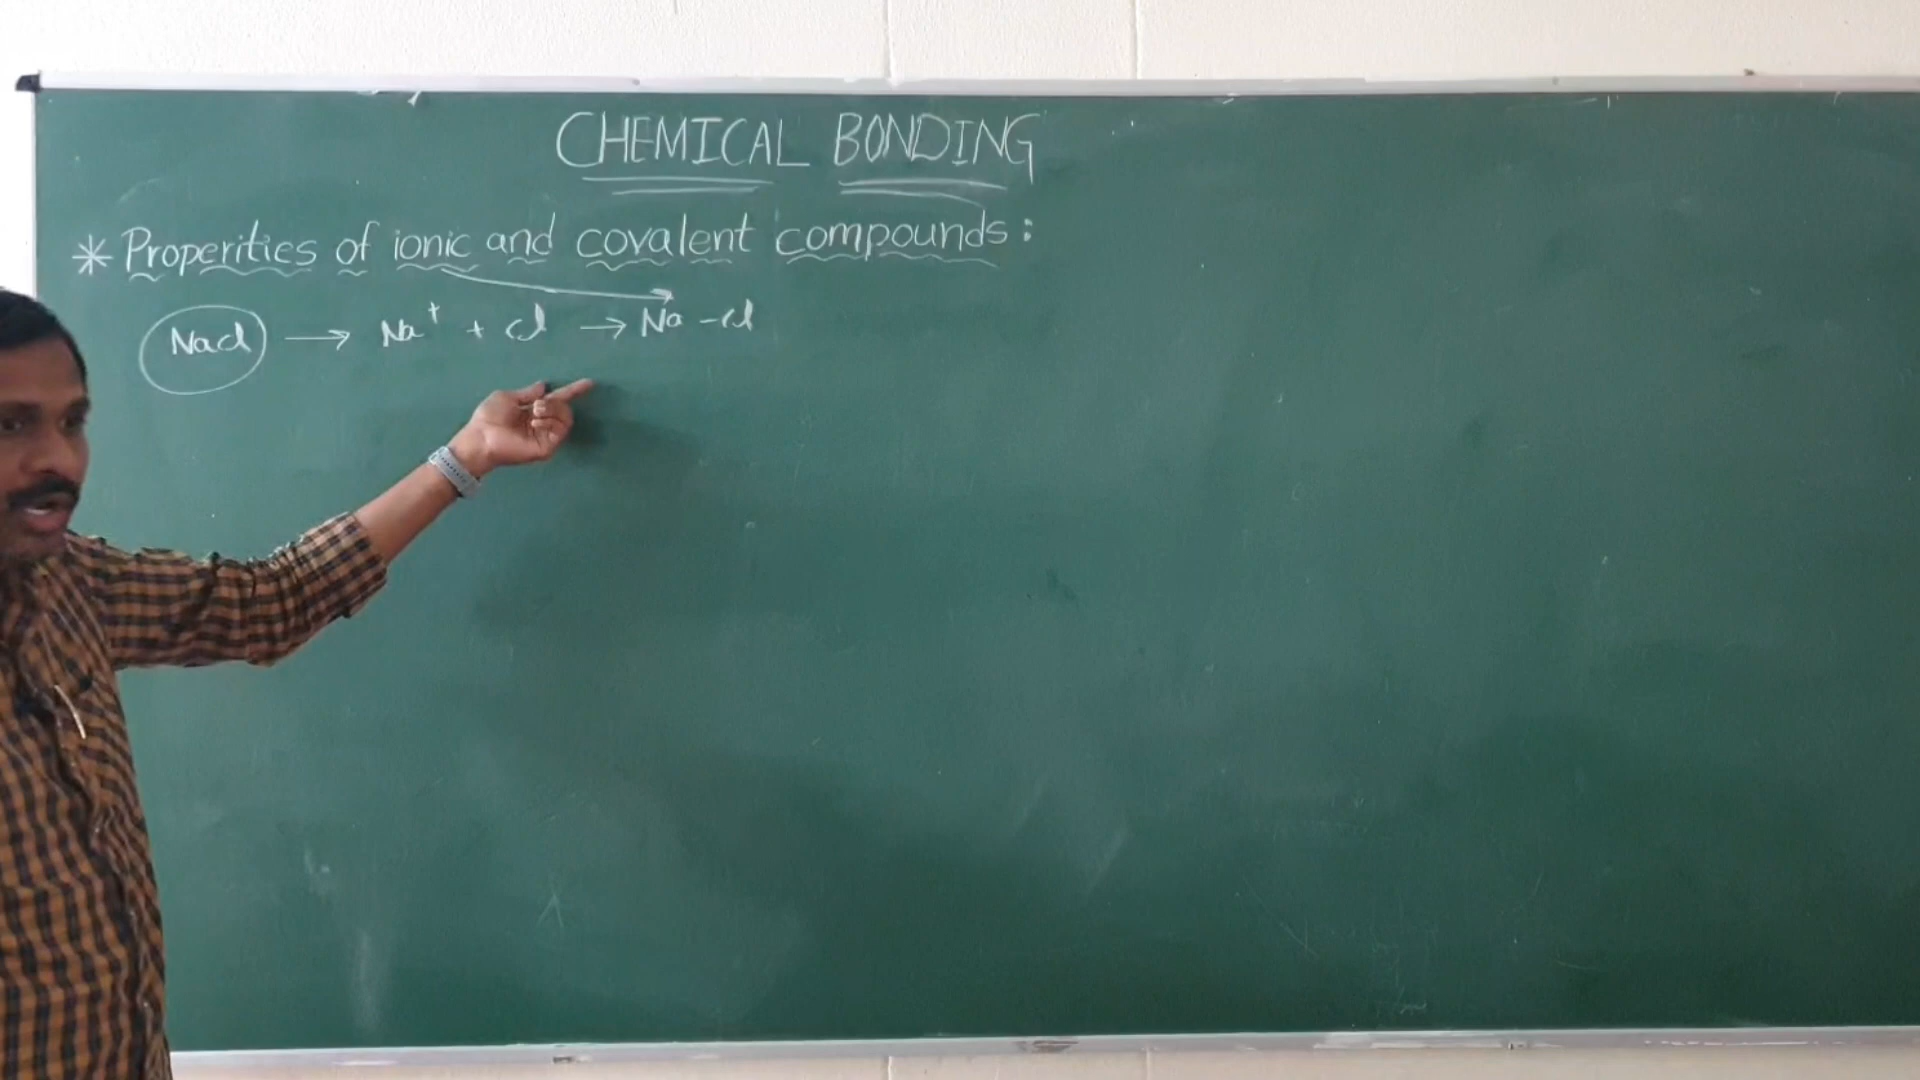 CHEMICAL BONDING
* Properities of ionic and covalent compounds:
Nacl → Na⁺ + cl → Na - cl